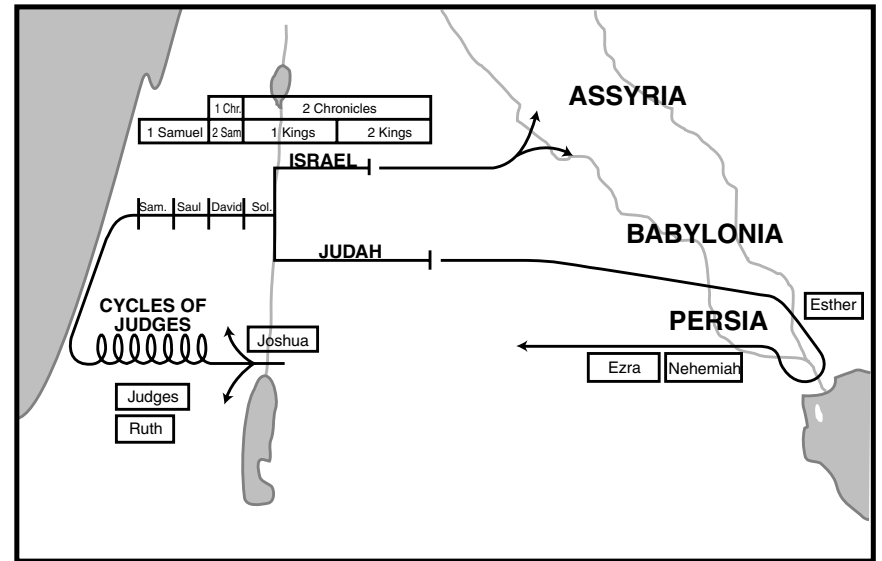 ASSYRIA
1 Chr. 2 Chronicles
1 Samuel 2 Sam 1 Kings 2 Kings
ISRAEL
Sam. Saul David Sol.
BABYLONIA
JUDAH
Esther
CYCLES OF
JUDGES
PERSIA
Joshua
Ezra Nehemiah
Judges
Ruth